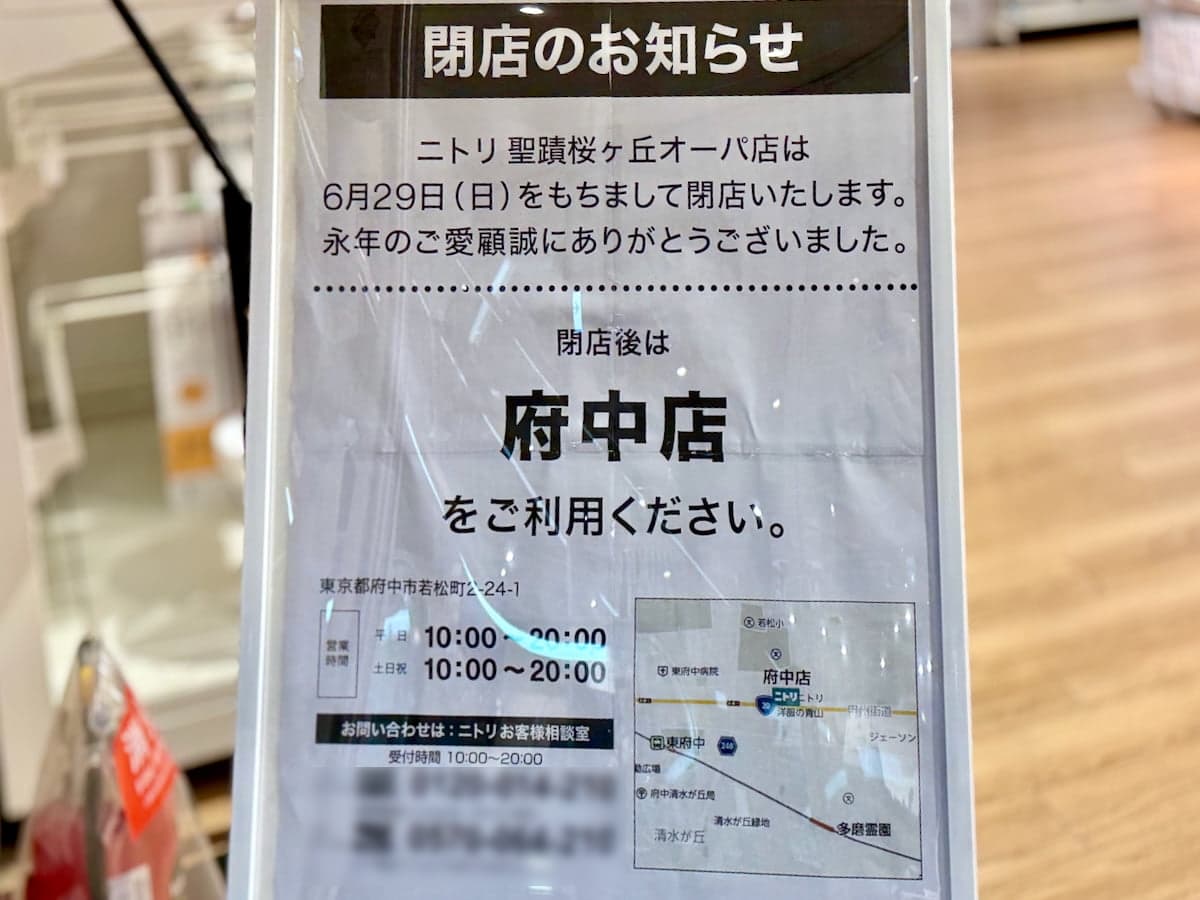 閉店のお知らせ
ニトリ 聖蹟桜ヶ丘オーパ店は
6月29日(日)をもちまして閉店いたします。
永年のご愛顧誠にありがとうございました。
閉店後は
府中店
をご利用ください。
東京都府中市若松町2-24-1
営業時間
平日 10:00~20:00
土日祝 10:00~20:00
お問い合わせは:ニトリお客様相談室
受付時間 10:00~20:00
若松小
東府中病院
府中店
20
ニトリ ニトリ
洋服の青山
甲州街道
ジェーソン
東府中
248
府中清水が丘局
清水が丘緑地
清水が丘
多磨霊園